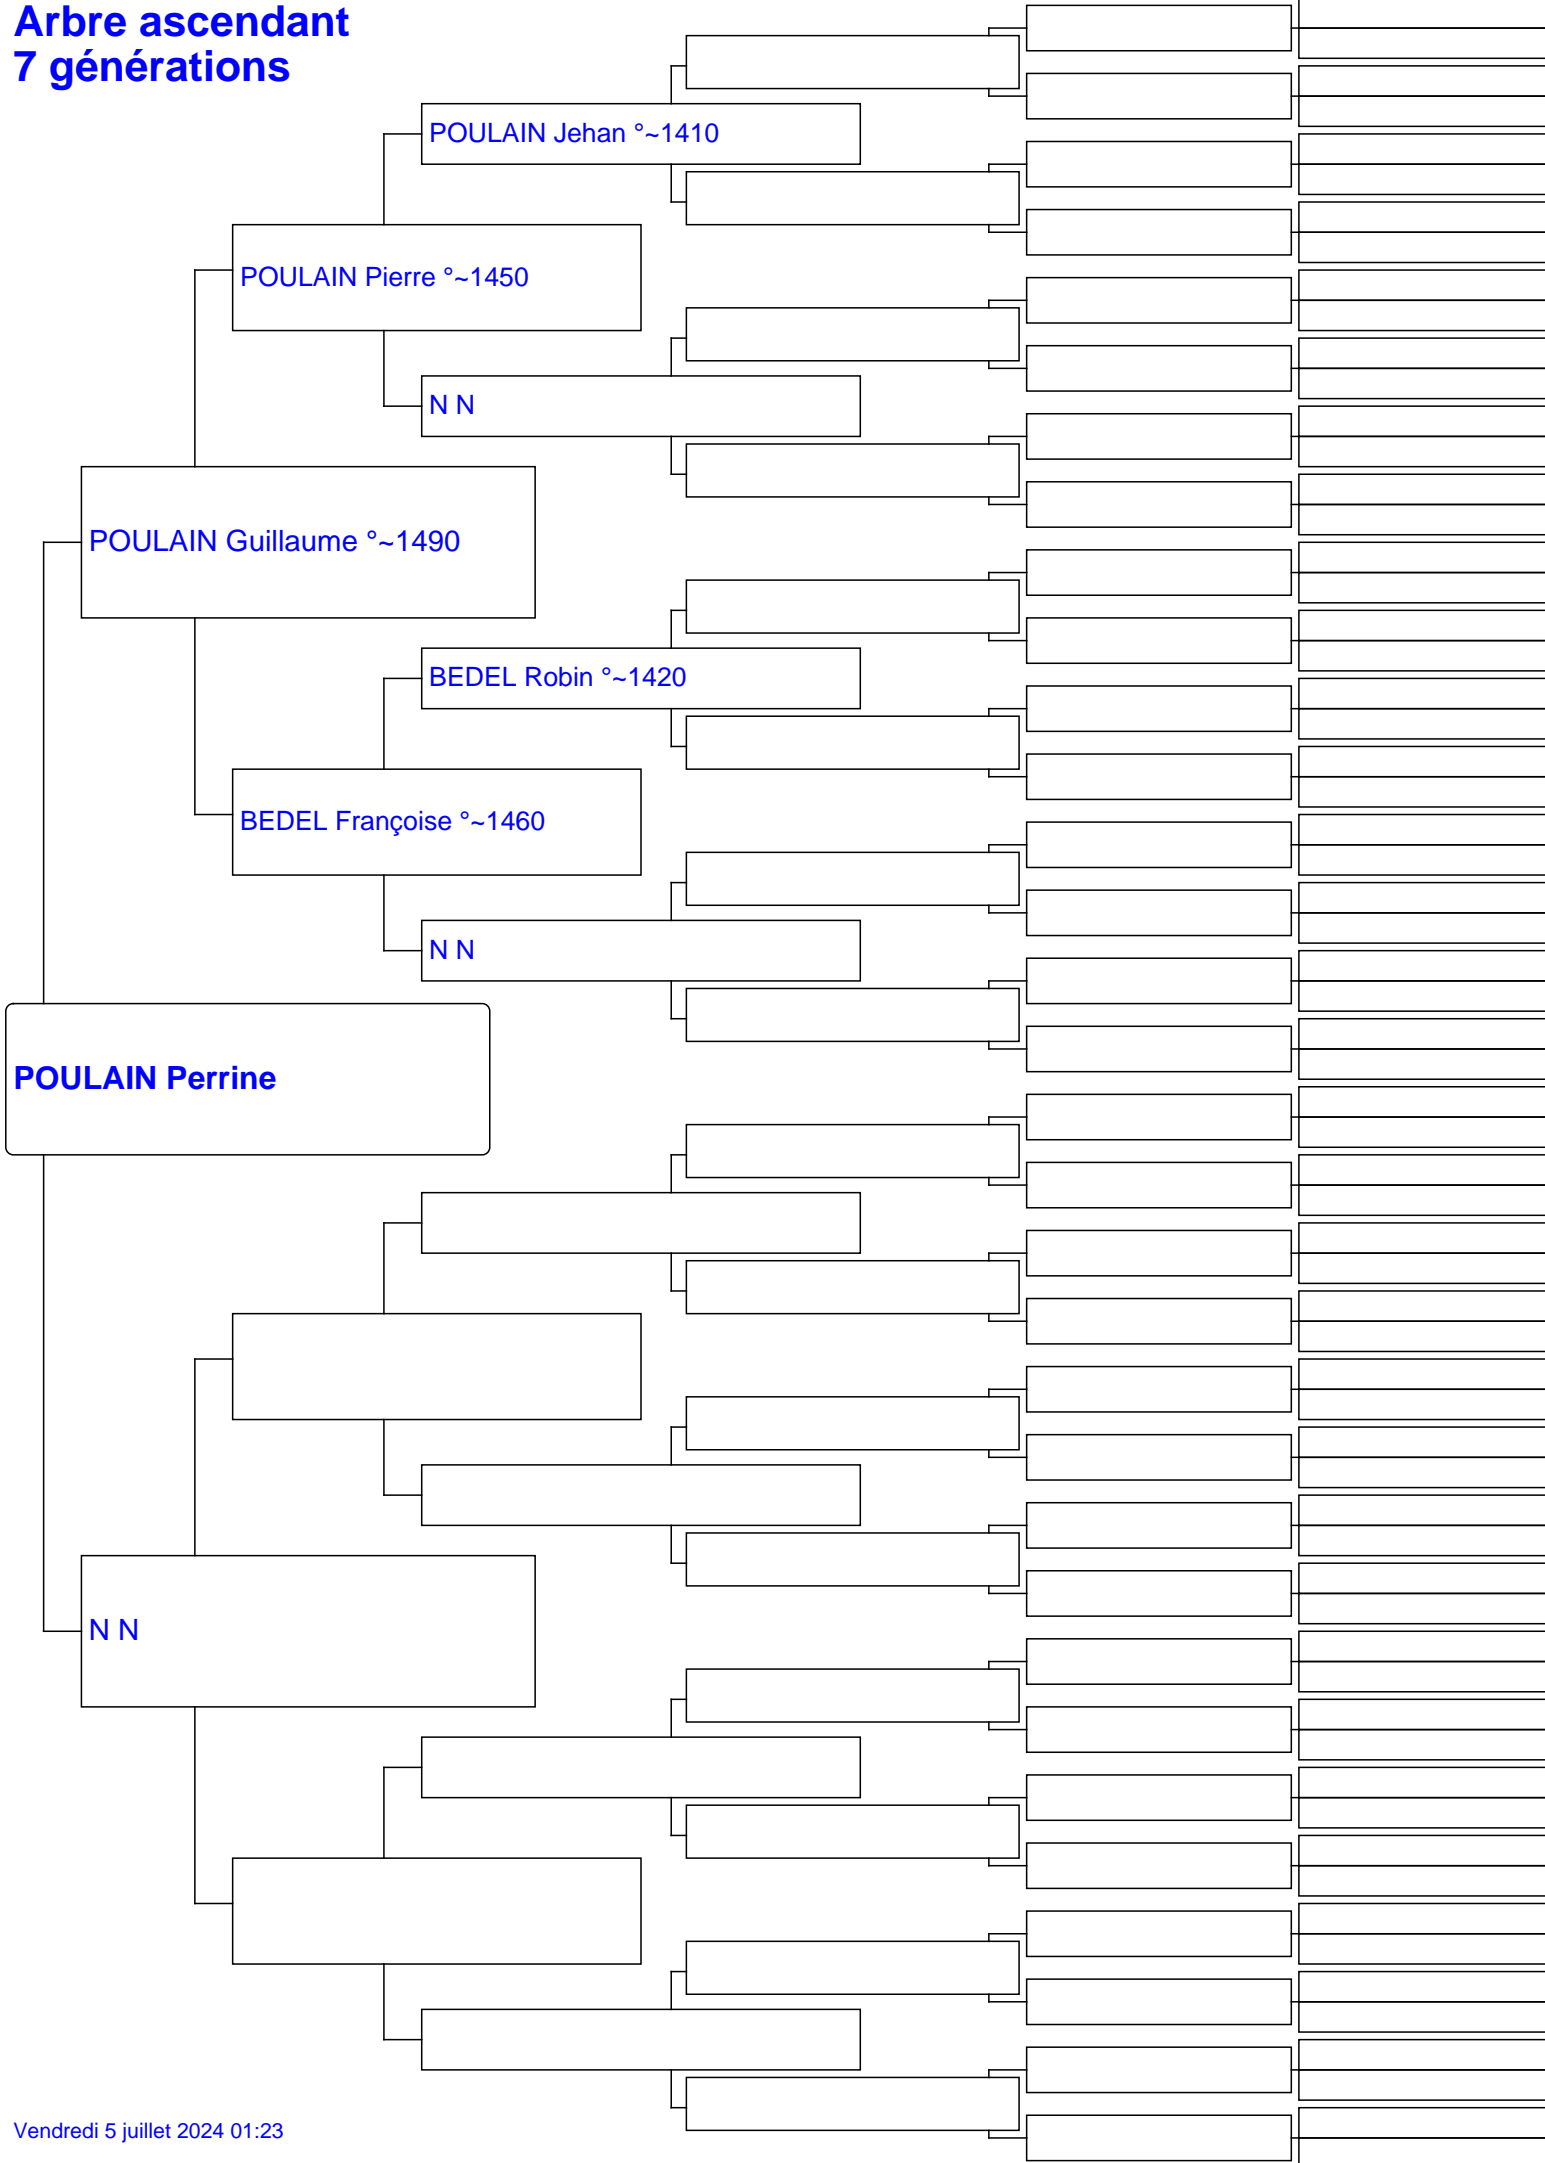 Arbre ascendant
7 générations
POULAIN Jehan °~1410
POULAIN Pierre °~1450
N N
POULAIN Guillaume °~1490
BEDEL Robin °~1420
BEDEL Françoise °~1460
N N
POULAIN Perrine
N N
Vendredi 5 juillet 2024 01:23